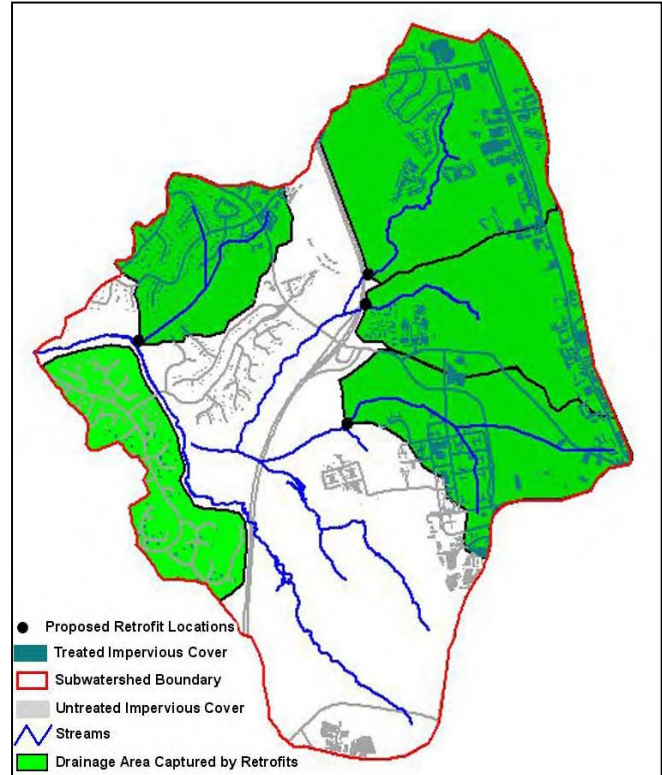 Proposed Retrofit Locations
Treated Impervious Cover
Subwatershed Boundary
Untreated Impervious Cover
Streams
Drainage Area Captured by Retrofits